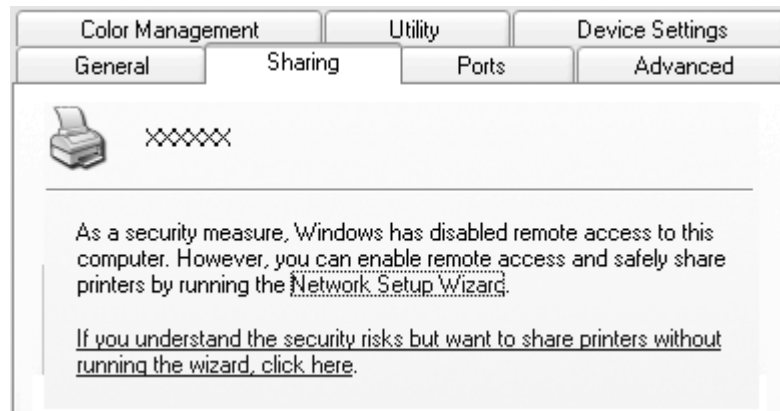 Color Management Utility Device Settings
General Sharing Ports Advanced
XXXXXX
As a security measure, Windows has disabled remote access to this
computer. However, you can enable remote access and safely share
printers by running the Network Setup Wizard.
If you understand the security risks but want to share printers without
running the wizard, click here.